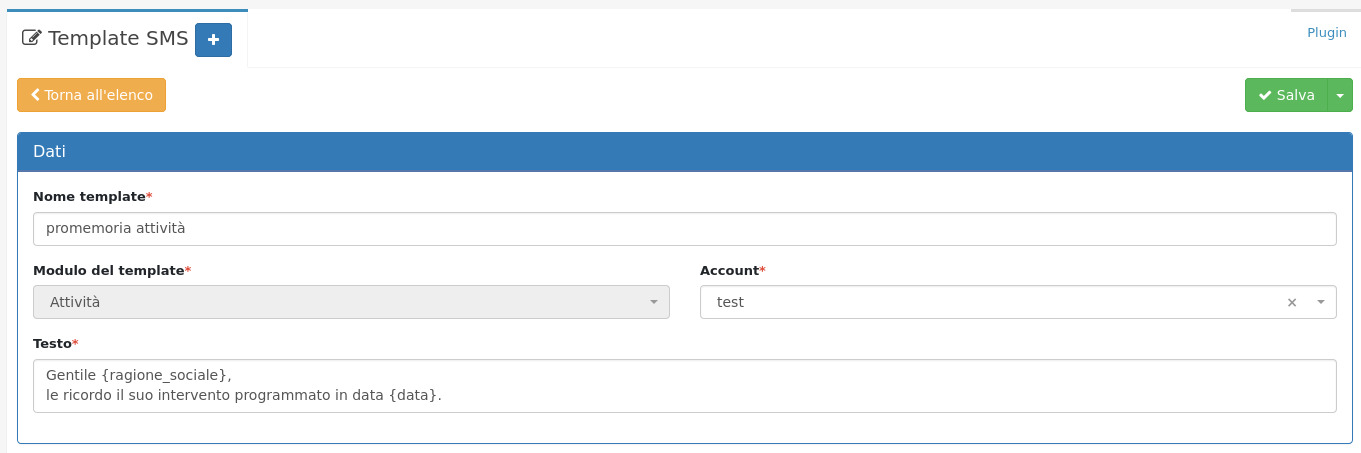 Template SMS
Plugin
Torna all'elenco
Salva
Dati
Nome template*
promemoria attività
Modulo del template*
Account*
Attività
test
Testo*
Gentile {ragione_sociale},
le ricordo il suo intervento programmato in data {data}.